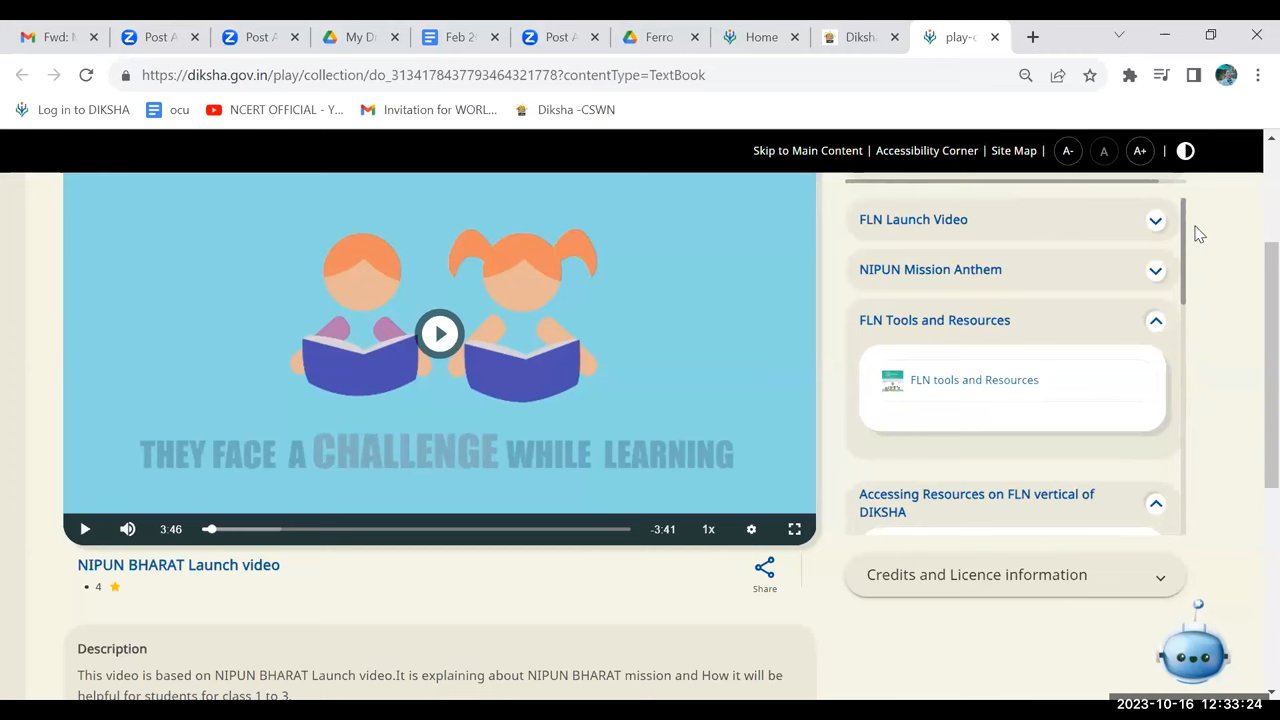 Fwd: M
Post A
Post A
My Dr
Feb 2
Post A
Ferro
Home
Diksha
play-c
https://diksha.gov.in/play/collection/do_31341784377934643217​78?contentType=TextBook
Log in to DIKSHA
ocu
NCERT OFFICIAL - Y...
Invitation for WORL...
Diksha -CSWN
Skip to Main Content | Accessibility Corner | Site Map | A- A A+ |
FLN Launch Video
NIPUN Mission Anthem
FLN Tools and Resources
FLN tools and Resources
Accessing Resources on FLN vertical of
DIKSHA
THEY FACE A CHALLENGE WHILE LEARNING
3:46
-3:41
1x
NIPUN BHARAT Launch video
• 4
Share
Credits and Licence information
Description
This video is based on NIPUN BHARAT Launch video.It is explaining about NIPUN BHARAT mission and How it will be
helpful for students for class 1 to 3.
2023-10-16 12:33:24